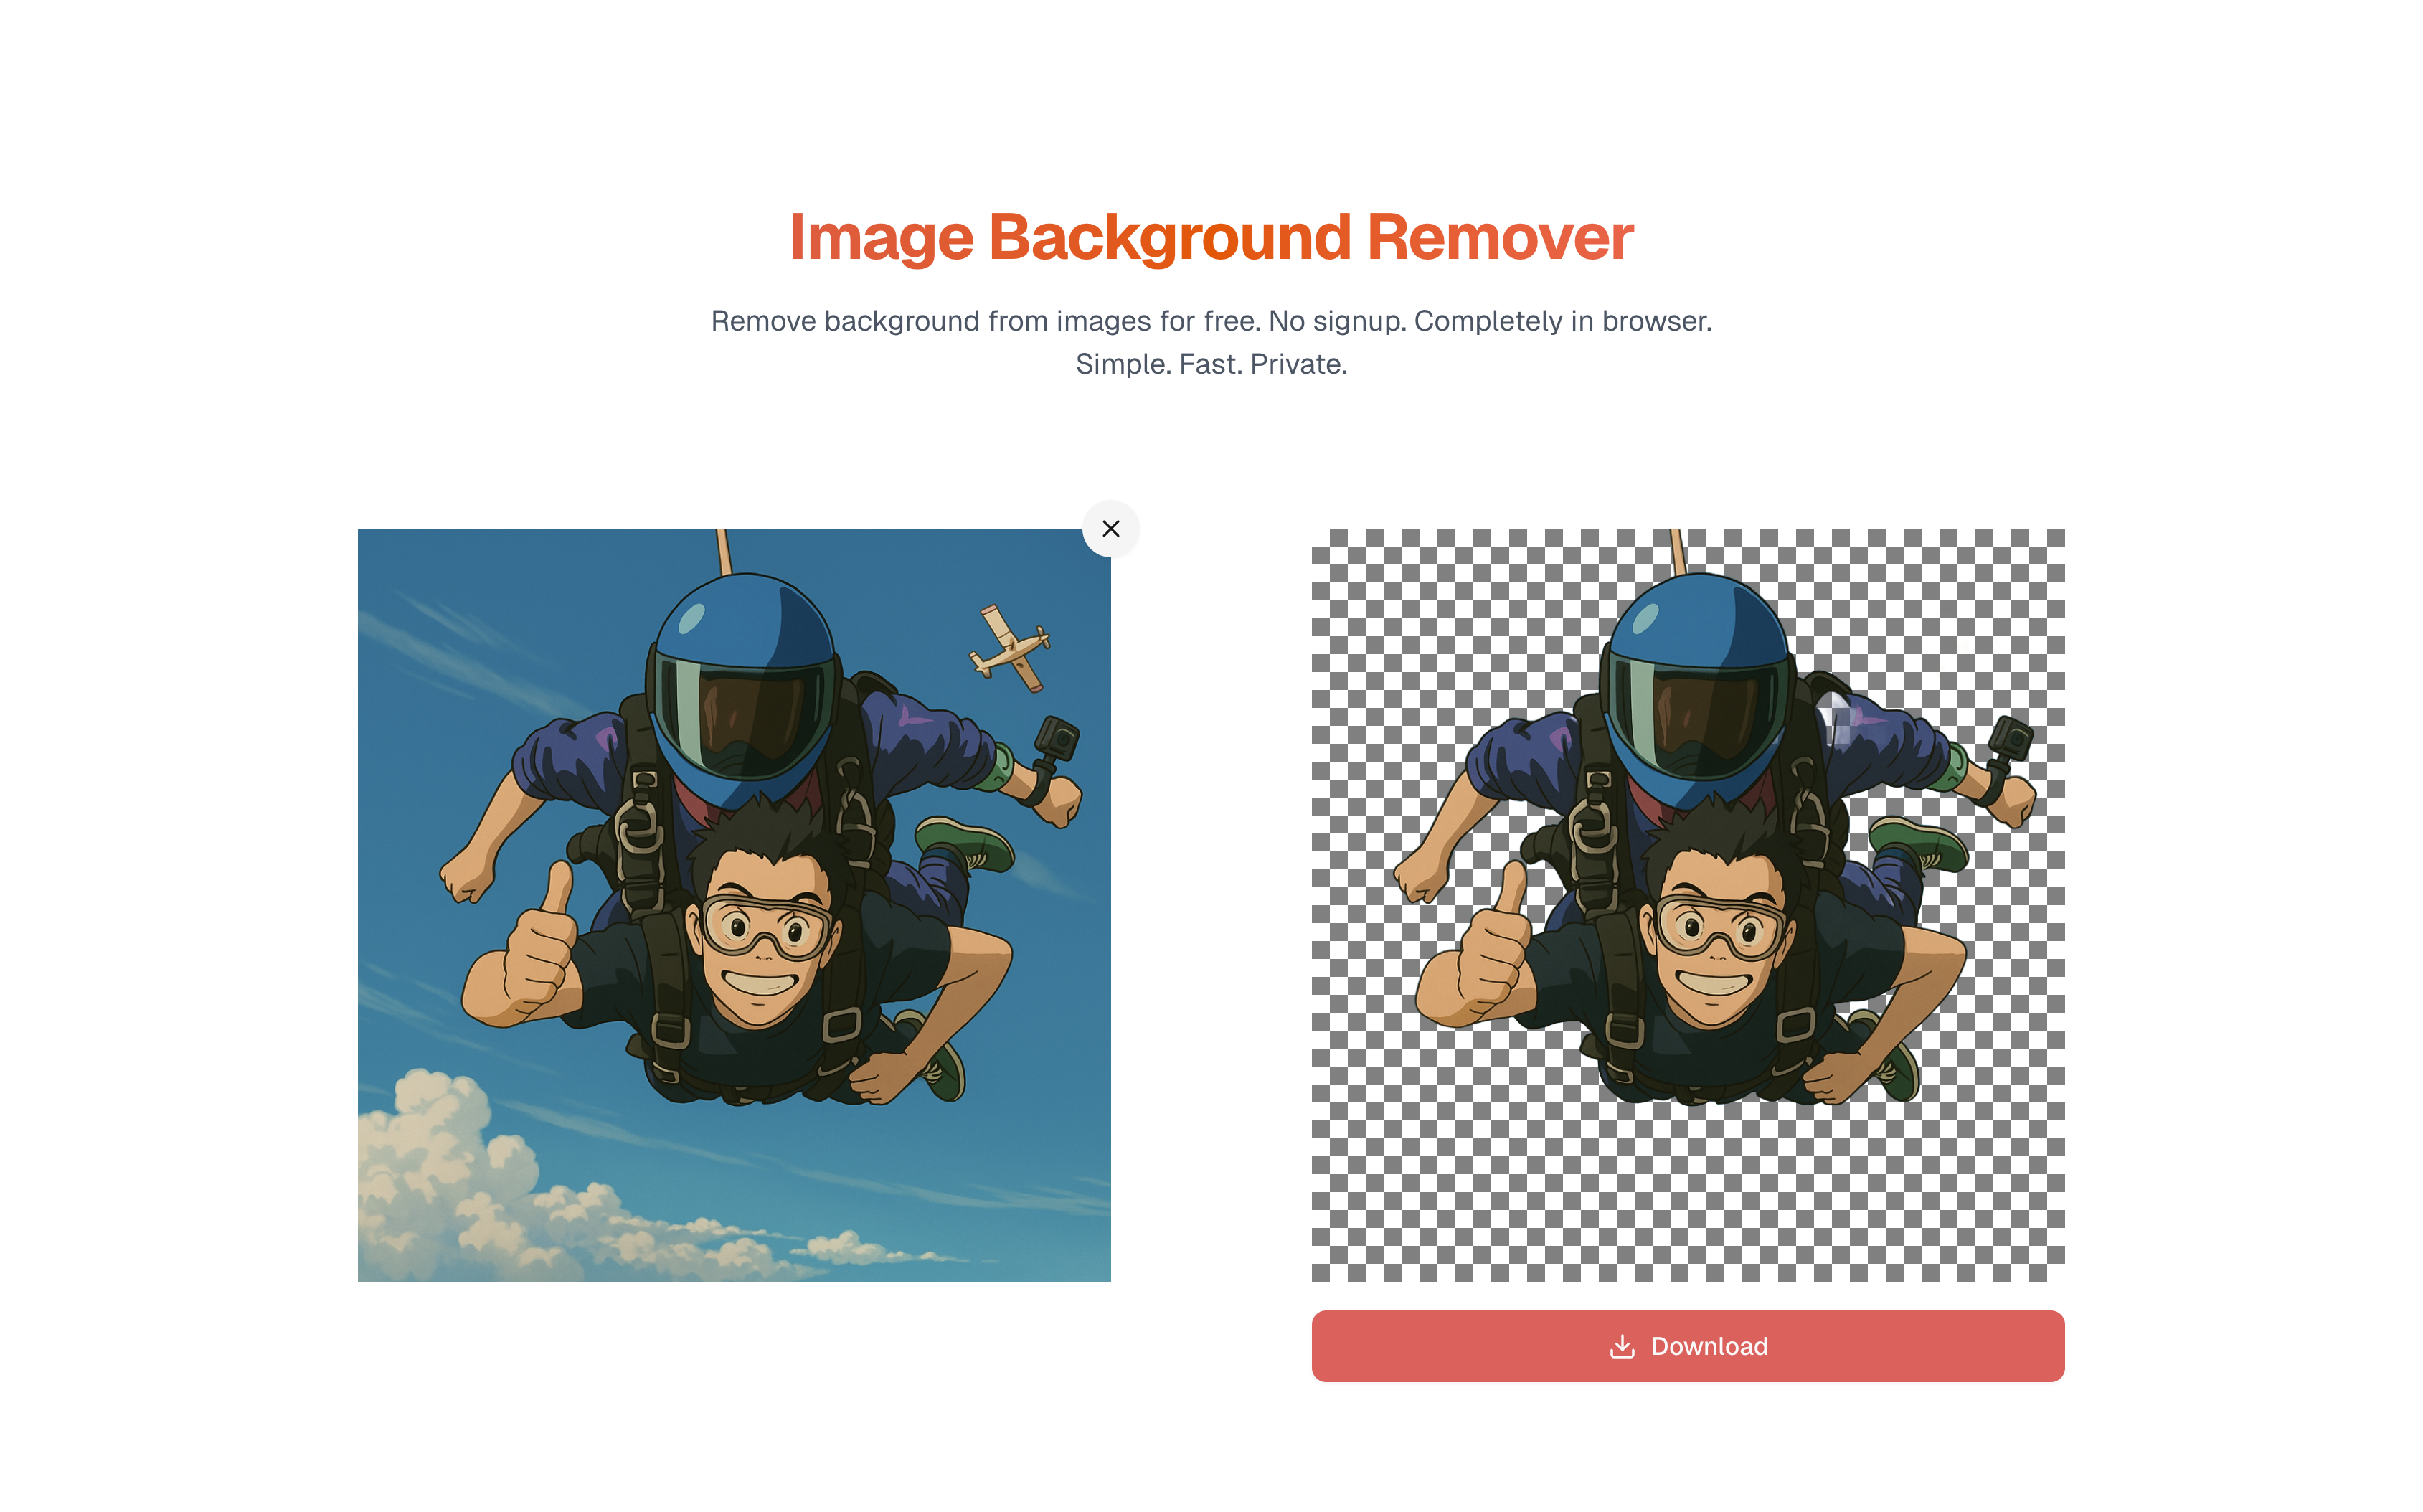 Image Background Remover
Remove background from images for free. No signup. Completely in browser.
Simple. Fast. Private.
Download